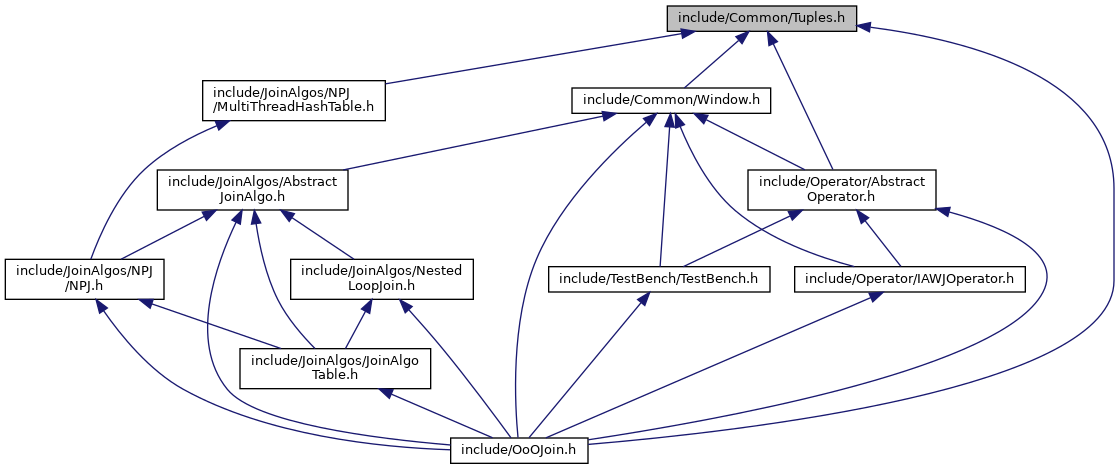 include/Common/Tuples.h
include/JoinAlgos/NPJ
/MultiThreadHashTable.h
include/Common/Window.h
include/JoinAlgos/Abstract
JoinAlgo.h
include/Operator/Abstract
Operator.h
include/JoinAlgos/NPJ
/NPJ.h
include/JoinAlgos/Nested
LoopJoin.h
include/TestBench/TestBench.h
include/Operator/IAWJOperator.h
include/JoinAlgos/JoinAlgo
Table.h
include/OoOJoin.h